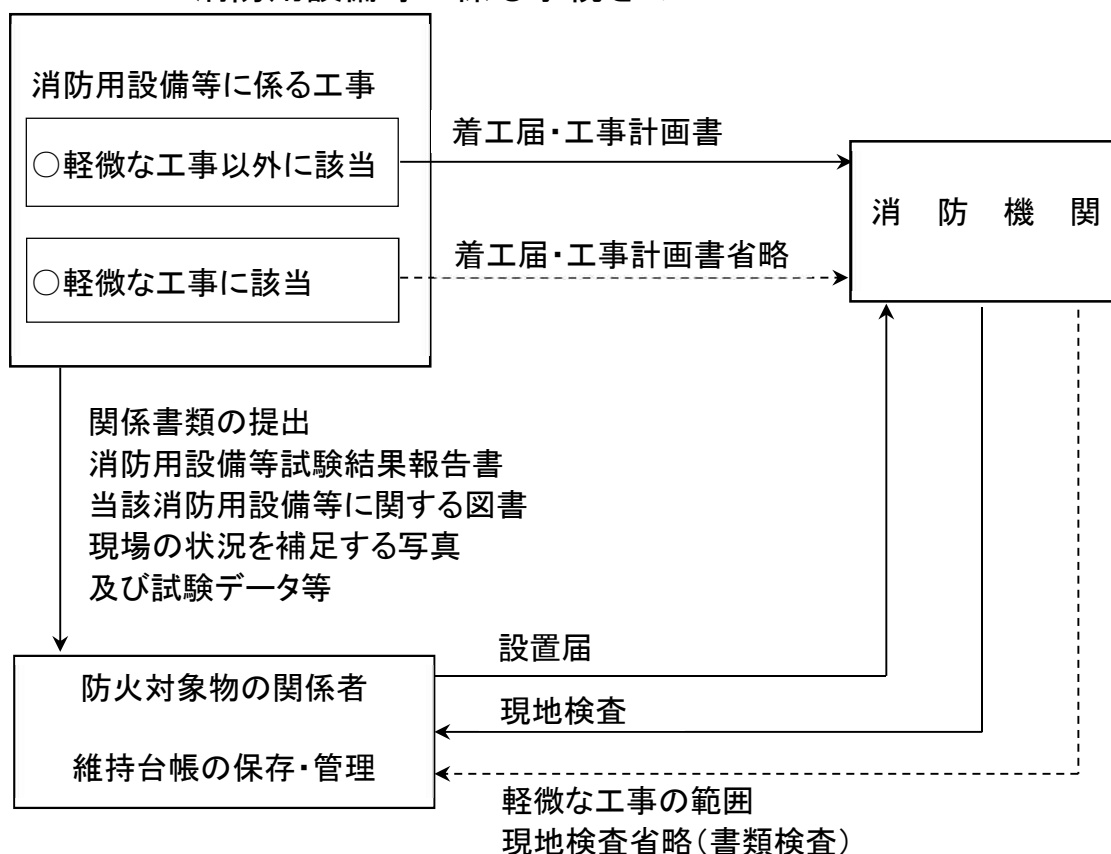 消防用設備等に係る工事
○軽微な工事以外に該当
○軽微な工事に該当
着工届・工事計画書
着工届・工事計画書省略
消防機関
関係書類の提出
消防用設備等試験結果報告書
当該消防用設備等に関する図書
現場の状況を補足する写真
及び試験データ等
防火対象物の関係者
維持台帳の保存・管理
設置届
現地検査
軽微な工事の範囲
現地検査省略(書類検査)